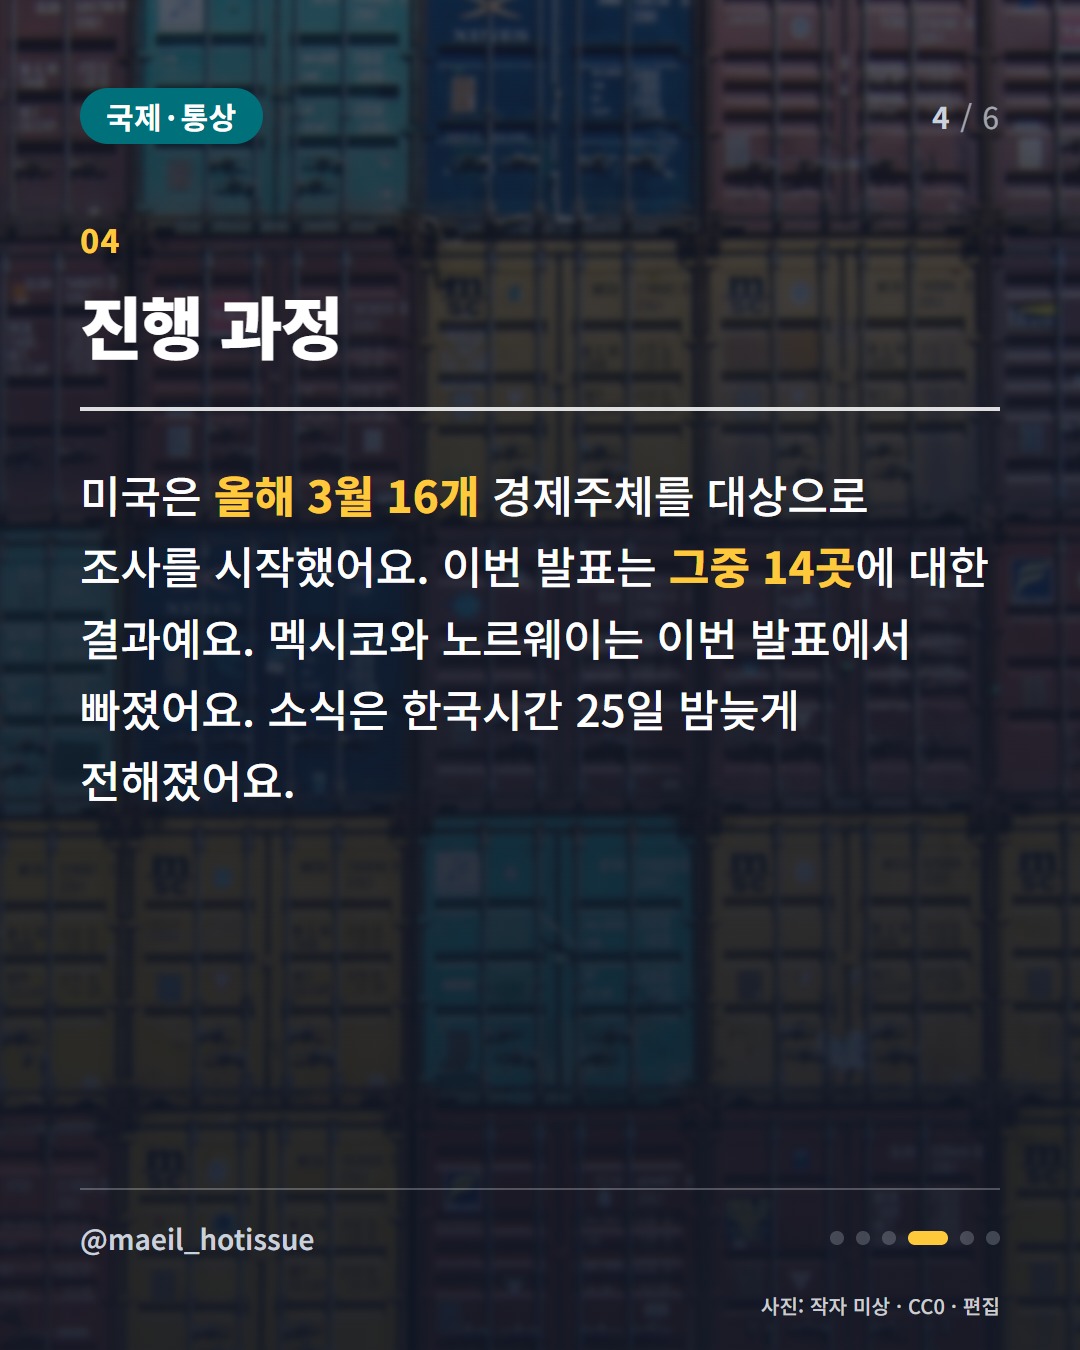 국제·통상
4 / 6
04
진행 과정
미국은 올해 3월 16개 경제주체를 대상으로
조사를 시작했어요. 이번 발표는 그중 14곳에 대한
결과예요. 멕시코와 노르웨이는 이번 발표에서
빠졌어요. 소식은 한국시간 25일 밤늦게
전해졌어요.
@maeil_hotissue
사진: 작자 미상 · CC0 · 편집